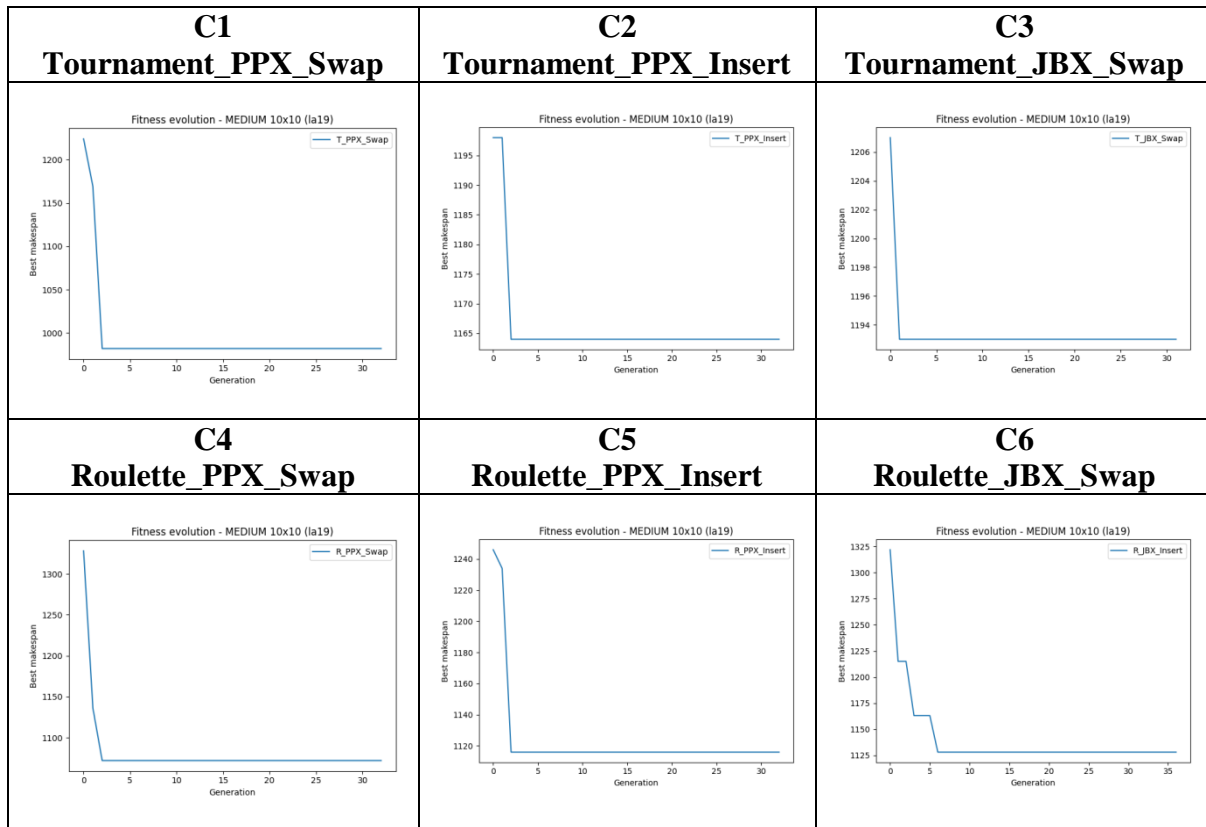 C1
Tournament_PPX_Swap
C2
Tournament_PPX_Insert
C3
Tournament_JBX_Swap
Fitness evolution - MEDIUM 10x10 (la19)
T_PPX_Swap
1200
1150
1100
1050
1000
Best makespan
0 5 10 15 20 25 30
Generation
Fitness evolution - MEDIUM 10x10 (la19)
T_PPX_Insert
1195
1190
1185
1180
1175
1170
1165
Best makespan
0 5 10 15 20 25 30
Generation
Fitness evolution - MEDIUM 10x10 (la19)
T_JBX_Swap
1206
1204
1202
1200
1198
1196
1194
Best makespan
0 5 10 15 20 25 30
Generation
C4
Roulette_PPX_Swap
C5
Roulette_PPX_Insert
C6
Roulette_JBX_Swap
Fitness evolution - MEDIUM 10x10 (la19)
R_PPX_Swap
1300
1250
1200
1150
1100
Best makespan
0 5 10 15 20 25 30
Generation
Fitness evolution - MEDIUM 10x10 (la19)
R_PPX_Insert
1240
1220
1200
1180
1160
1140
1120
Best makespan
0 5 10 15 20 25 30
Generation
Fitness evolution - MEDIUM 10x10 (la19)
R_JBX_Insert
1325
1300
1275
1250
1225
1200
1175
1150
1125
Best makespan
0 5 10 15 20 25 30 35
Generation